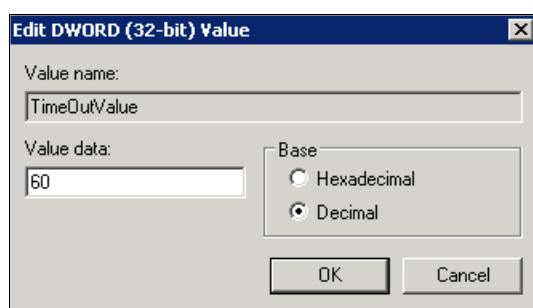 Edit DWORD (32-bit) Value
Value name:
TimeOutValue
Value data:
60
Base
Hexadecimal
Decimal
OK
Cancel